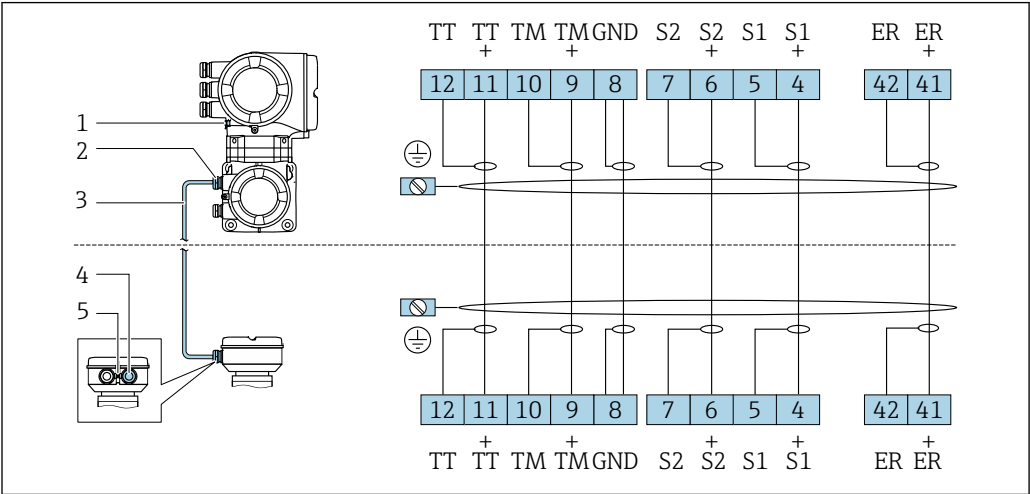 TT TT TM TM GND S2 S2 S1 S1 ER ER
+ + + + +
12 11 10 9 8 7 6 5 4 42 41
1
2
3
4
5
12 11 10 9 8 7 6 5 4 42 41
+ + + + +
TT TT TM TM GND S2 S2 S1 S1 ER ER